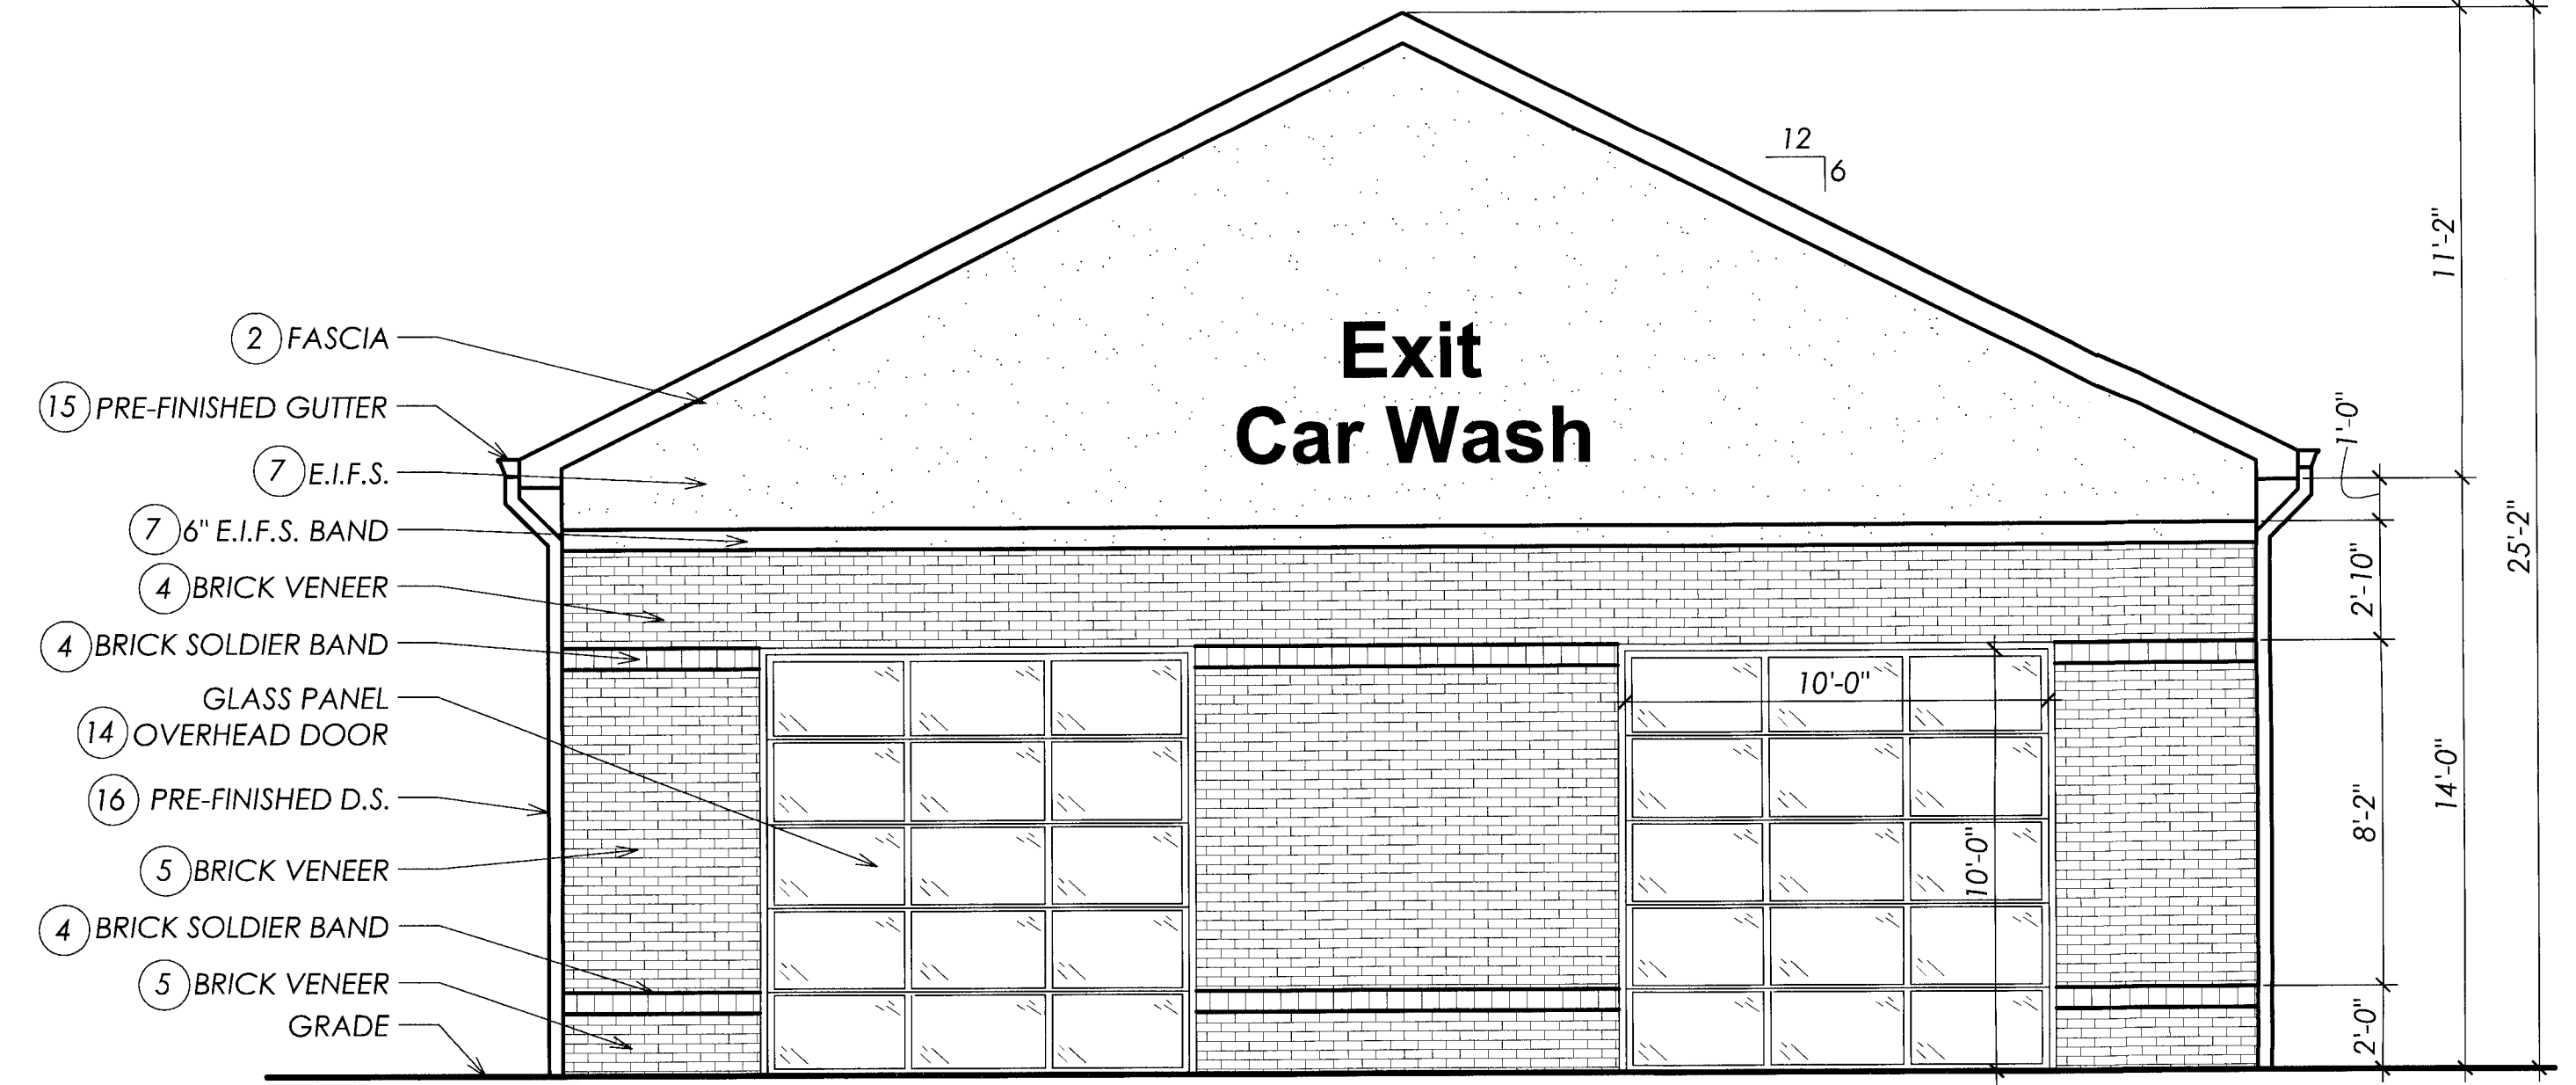 12
6
11'-2"
Exit
Car Wash
2 FASCIA
15 PRE-FINISHED GUTTER
7 E.I.F.S.
7 6" E.I.F.S. BAND
4 BRICK VENEER
4 BRICK SOLDIER BAND
GLASS PANEL
14 OVERHEAD DOOR
16 PRE-FINISHED D.S.
5 BRICK VENEER
4 BRICK SOLDIER BAND
5 BRICK VENEER
GRADE
10'-0"
10'-0"
1'-0"
2'-10"
8'-2"
2'-0"
14'-0"
25'-2"